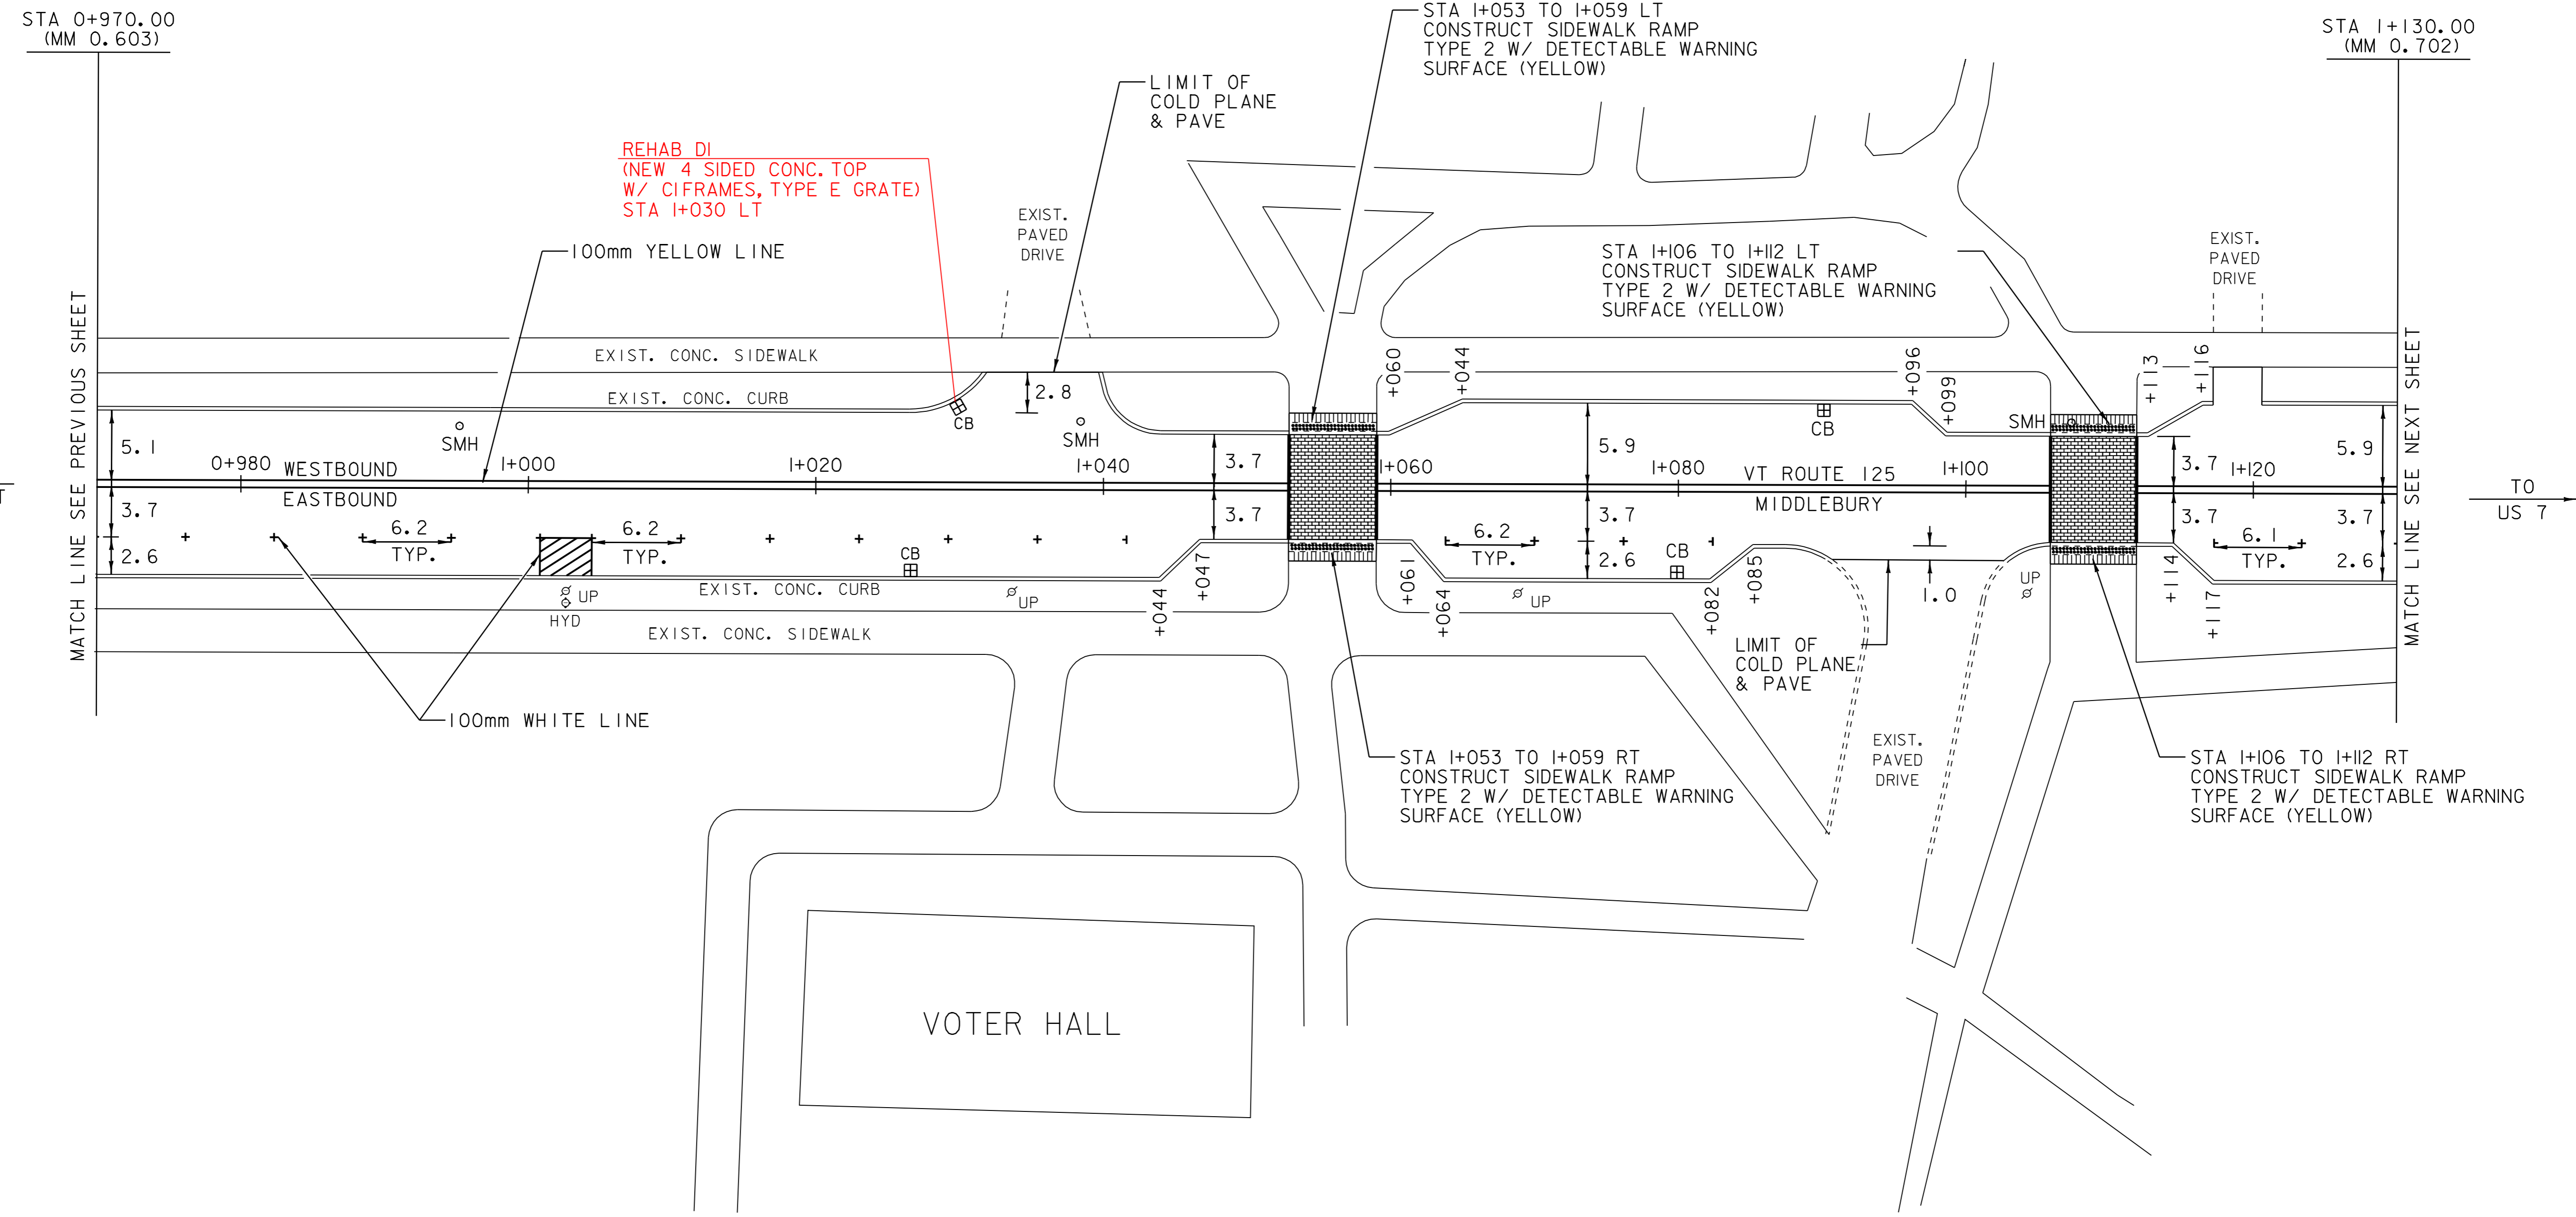 STA 0+970.00
(MM 0.603)
STA 1+053 TO 1+059 LT
CONSTRUCT SIDEWALK RAMP
TYPE 2 W/ DETECTABLE WARNING
SURFACE (YELLOW)
STA 1+130.00
(MM 0.702)
LIMIT OF
COLD PLANE
& PAVE
REHAB DI
(NEW 4 SIDED CONC. TOP
W/ CI FRAMES, TYPE E GRATE)
STA 1+030 LT
EXIST.
PAVED
DRIVE
100mm YELLOW LINE
STA 1+106 TO 1+112 LT
CONSTRUCT SIDEWALK RAMP
TYPE 2 W/ DETECTABLE WARNING
SURFACE (YELLOW)
EXIST.
PAVED
DRIVE
MATCH LINE SEE PREVIOUS SHEET
EXIST. CONC. SIDEWALK
EXIST. CONC. CURB
2.8
CB
SMH
SMH
+060
+044
+096
+099
+113
+116
CB
SMH
5.1
3.7
5.9
3.7
5.9
0+980
WESTBOUND
1+000
1+020
1+040
1+060
1+080
VT ROUTE 125
1+100
1+120
EASTBOUND
MIDDLEBURY
3.7
2.6
6.2
TYP.
6.2
TYP.
CB
3.7
6.2
TYP.
3.7
2.6
CB
3.7
6.1
TYP.
3.7
2.6
TO
US 7
MATCH LINE SEE NEXT SHEET
UP
HYD
EXIST. CONC. CURB
UP
+044
+047
+061
+064
UP
+082
+085
1.0
UP
+114
+117
EXIST. CONC. SIDEWALK
LIMIT OF
COLD PLANE
& PAVE
100mm WHITE LINE
EXIST.
PAVED
DRIVE
STA 1+053 TO 1+059 RT
CONSTRUCT SIDEWALK RAMP
TYPE 2 W/ DETECTABLE WARNING
SURFACE (YELLOW)
STA 1+106 TO 1+112 RT
CONSTRUCT SIDEWALK RAMP
TYPE 2 W/ DETECTABLE WARNING
SURFACE (YELLOW)
VOTER HALL